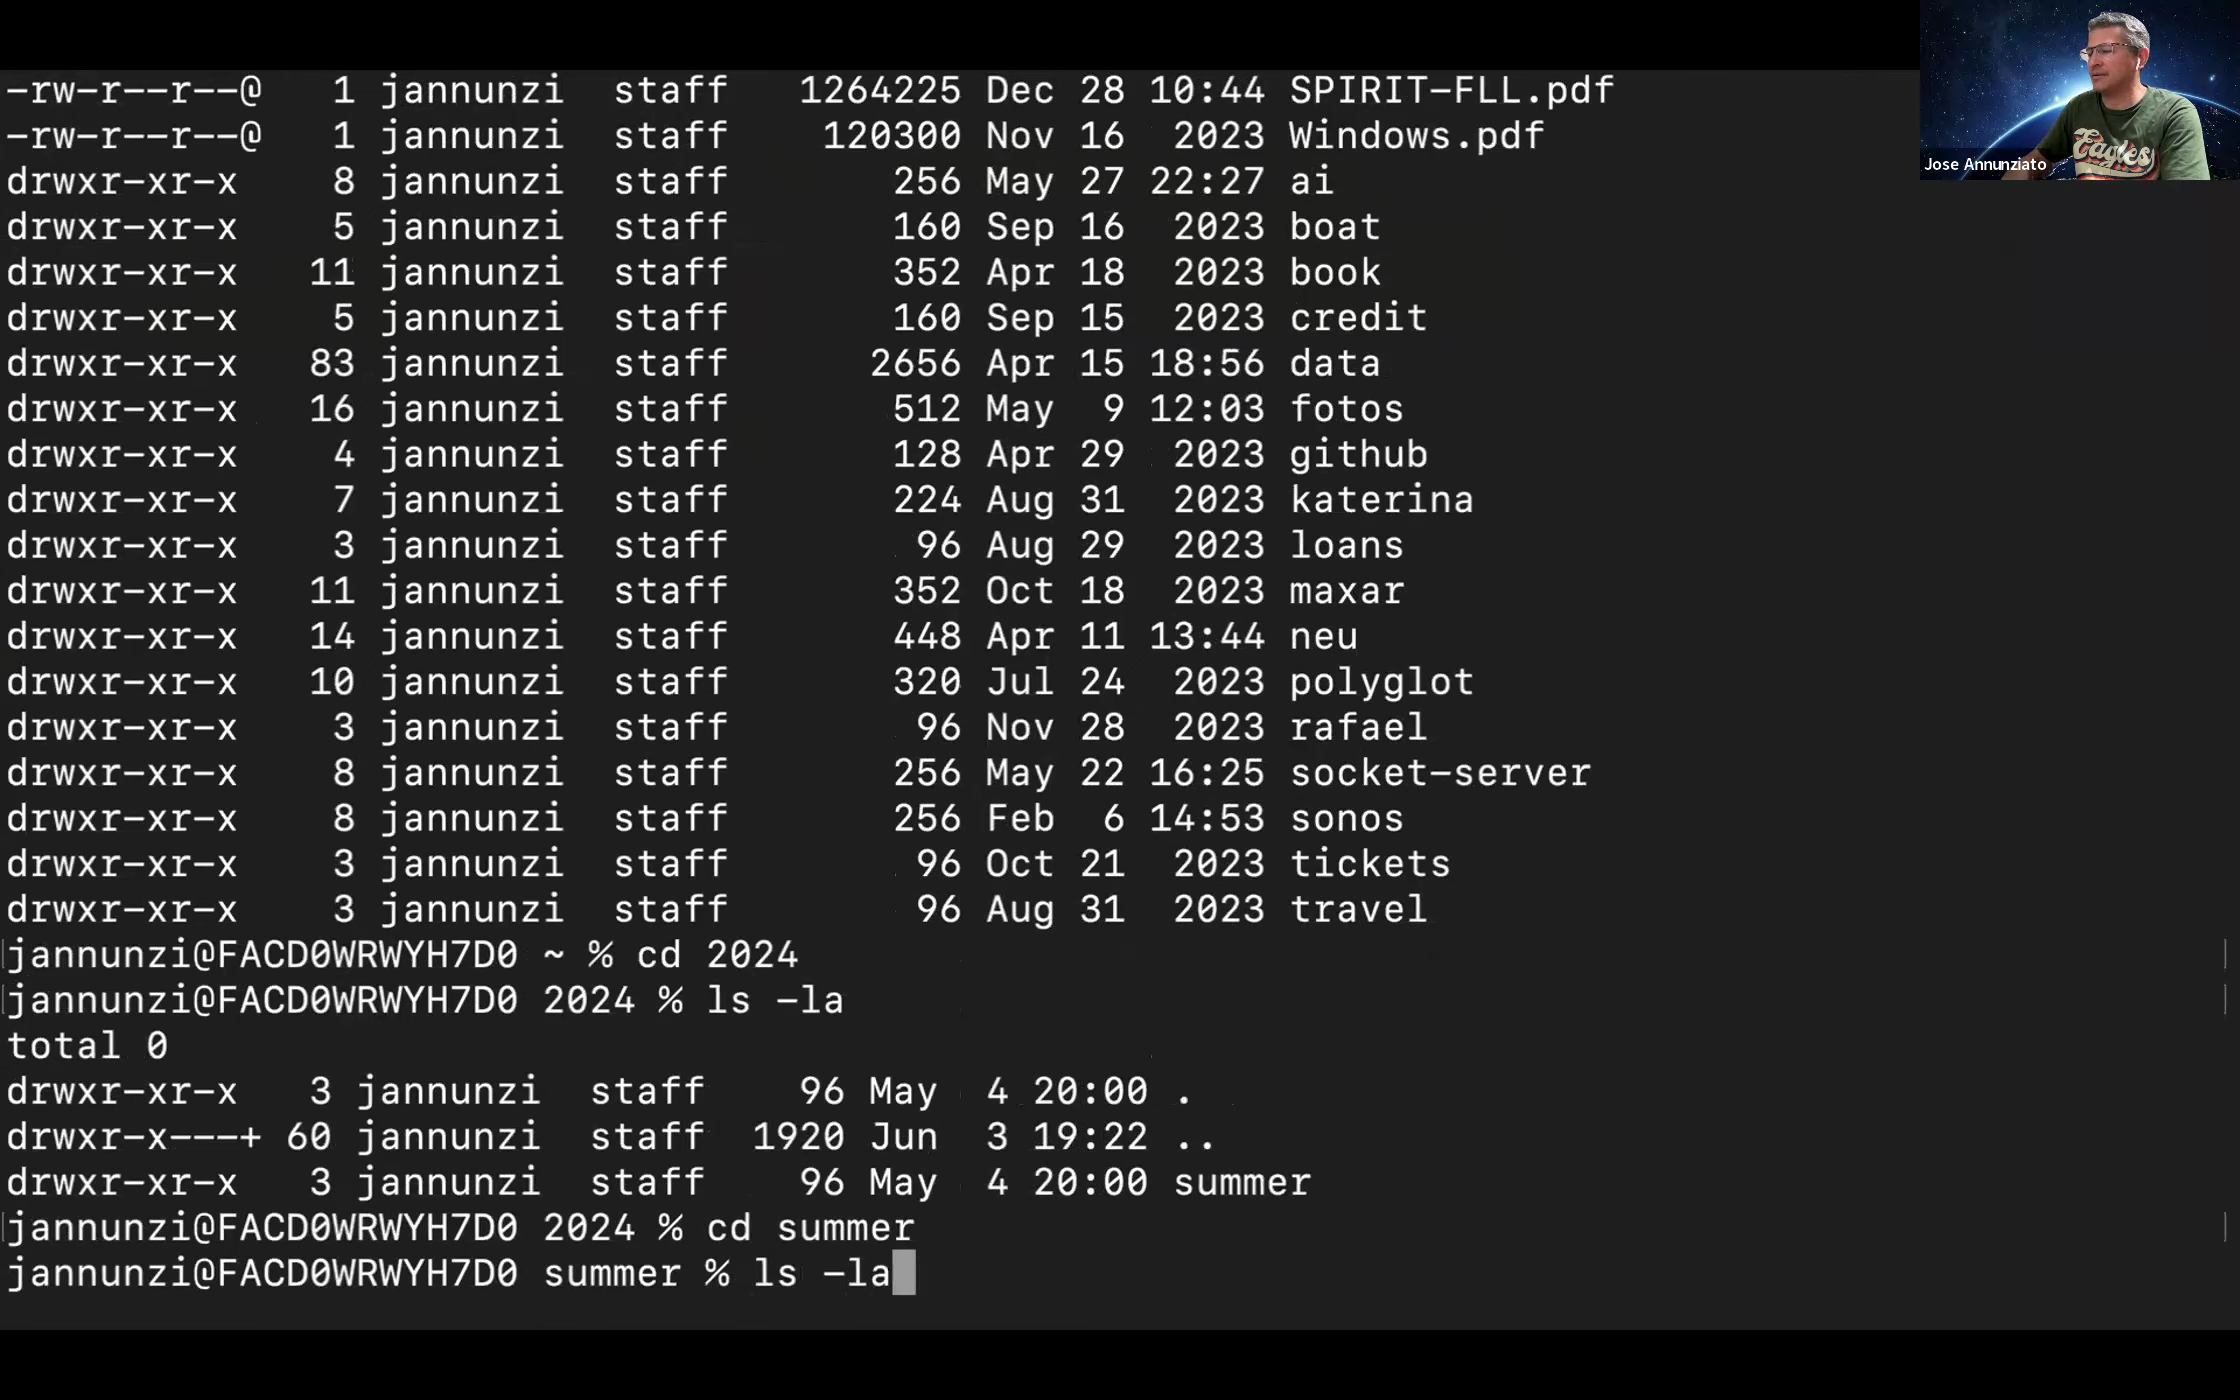 -rw-r--r--@   1 jannunzi  staff   1264225 Dec 28 10:44 SPIRIT-FLL.pdf
-rw-r--r--@   1 jannunzi  staff    120300 Nov 16  2023 Windows.pdf
drwxr-xr-x    8 jannunzi  staff       256 May 27 22:27 ai
drwxr-xr-x    5 jannunzi  staff       160 Sep 16  2023 boat
drwxr-xr-x   11 jannunzi  staff       352 Apr 18  2023 book
drwxr-xr-x    5 jannunzi  staff       160 Sep 15  2023 credit
drwxr-xr-x   83 jannunzi  staff      2656 Apr 15 18:56 data
drwxr-xr-x   16 jannunzi  staff       512 May  9 12:03 fotos
drwxr-xr-x    4 jannunzi  staff       128 Apr 29  2023 github
drwxr-xr-x    7 jannunzi  staff       224 Aug 31  2023 katerina
drwxr-xr-x    3 jannunzi  staff        96 Aug 29  2023 loans
drwxr-xr-x   11 jannunzi  staff       352 Oct 18  2023 maxar
drwxr-xr-x   14 jannunzi  staff       448 Apr 11 13:44 neu
drwxr-xr-x   10 jannunzi  staff       320 Jul 24  2023 polyglot
drwxr-xr-x    3 jannunzi  staff        96 Nov 28  2023 rafael
drwxr-xr-x    8 jannunzi  staff       256 May 22 16:25 socket-server
drwxr-xr-x    8 jannunzi  staff       256 Feb  6 14:53 sonos
drwxr-xr-x    3 jannunzi  staff        96 Oct 21  2023 tickets
drwxr-xr-x    3 jannunzi  staff        96 Aug 31  2023 travel
jannunzi@FACD0WRWYH7D0 ~ % cd 2024
jannunzi@FACD0WRWYH7D0 2024 % ls -la
total 0
drwxr-xr-x   3 jannunzi  staff    96 May  4 20:00 .
drwxr-x---+ 60 jannunzi  staff  1920 Jun  3 19:22 ..
drwxr-xr-x   3 jannunzi  staff    96 May  4 20:00 summer
jannunzi@FACD0WRWYH7D0 2024 % cd summer
jannunzi@FACD0WRWYH7D0 summer % ls -la
Eagles
Jose Annunziato